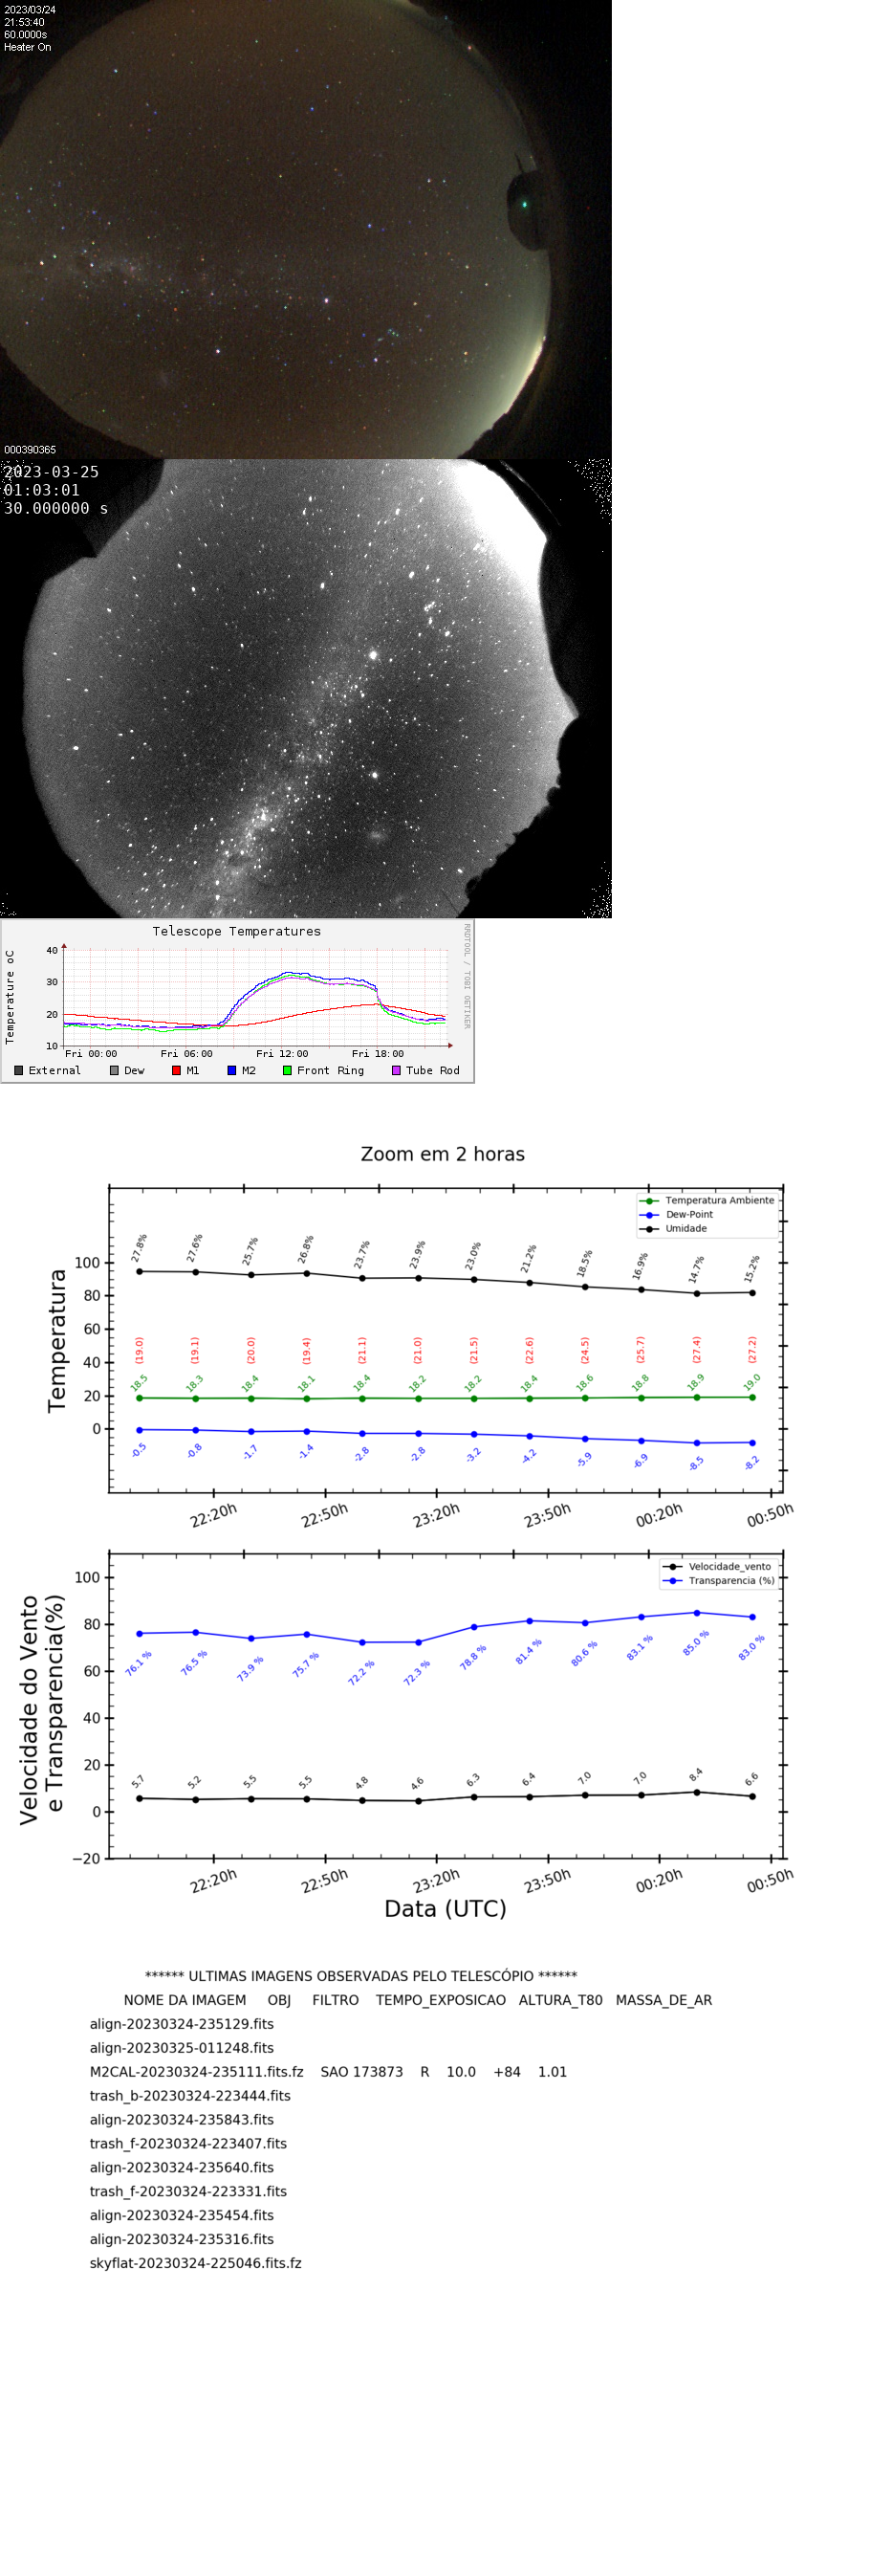 2023/03/24
21:53:40
60.0000s
Heater On
000390365
2023-03-25
01:03:01
30.000000 s
Telescope Temperatures
RRDTOOL / TOBI OETIKER
Temperature oC
40
30
20
10
Fri 00:00 Fri 06:00 Fri 12:00 Fri 18:00
External Dew M1 M2 Front Ring Tube Rod
Zoom em 2 horas
Temperatura Ambiente
Dew-Point
Umidade
Temperatura
100
80
60
40
20
0
27.8% 27.6% 25.7% 26.8% 23.7% 23.9% 23.0% 21.2% 18.5% 16.9% 14.7% 15.2%
(19.0) (19.1) (20.0) (19.4) (21.1) (21.0) (21.5) (22.6) (24.5) (25.7) (27.4) (27.2)
18.5 18.3 18.4 18.1 18.4 18.2 18.2 18.4 18.6 18.8 18.9 19.0
-0.5 -0.8 -1.7 -1.4 -2.8 -2.8 -3.2 -4.2 -5.9 -6.9 -8.5 -8.2
22:20h 22:50h 23:20h 23:50h 00:20h 00:50h
Velocidade_vento
Transparencia (%)
Velocidade do Vento
e Transparencia(%)
100
80
60
40
20
0
−20
76.1 % 76.5 % 73.9 % 75.7 % 72.2 % 72.3 % 78.8 % 81.4 % 80.6 % 83.1 % 85.0 % 83.0 %
5.7 5.2 5.5 5.5 4.8 4.6 6.3 6.4 7.0 7.0 8.4 6.6
22:20h 22:50h 23:20h 23:50h 00:20h 00:50h
Data (UTC)
****** ULTIMAS IMAGENS OBSERVADAS PELO TELESCÓPIO ******
NOME DA IMAGEM OBJ FILTRO TEMPO_EXPOSICAO ALTURA_T80 MASSA_DE_AR
align-20230324-235129.fits
align-20230325-011248.fits
M2CAL-20230324-235111.fits.fz SAO 173873 R 10.0 +84 1.01
trash_b-20230324-223444.fits
align-20230324-235843.fits
trash_f-20230324-223407.fits
align-20230324-235640.fits
trash_f-20230324-223331.fits
align-20230324-235454.fits
align-20230324-235316.fits
skyflat-20230324-225046.fits.fz